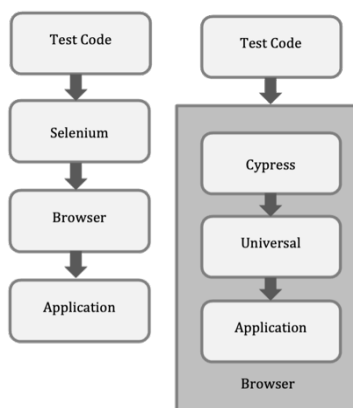 Test Code
Selenium
Browser
Application
Test Code
Cypress
Universal
Application
Browser